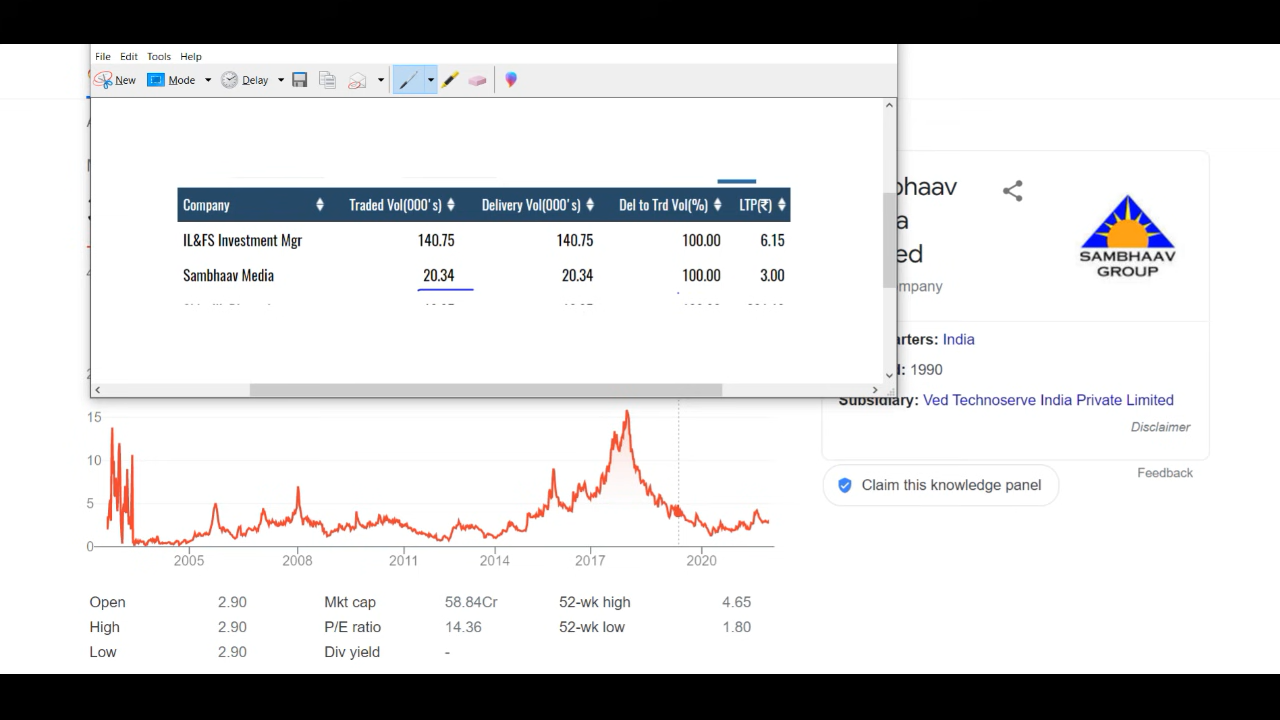 File Edit Tools Help
New Mode Delay
Company Traded Vol(000's) Delivery Vol(000's) Del to Trd Vol(%) LTP(₹)
IL&FS Investment Mgr 140.75 140.75 100.00 6.15
Sambhaav Media 20.34 20.34 100.00 3.00
SAMBHAAV
GROUP
India
1990
Subsidiary: Ved Technoserve India Private Limited
Disclaimer
Feedback
Claim this knowledge panel
15
10
5
0
2005 2008 2011 2014 2017 2020
Open 2.90 Mkt cap 58.84Cr 52-wk high 4.65
High 2.90 P/E ratio 14.36 52-wk low 1.80
Low 2.90 Div yield -